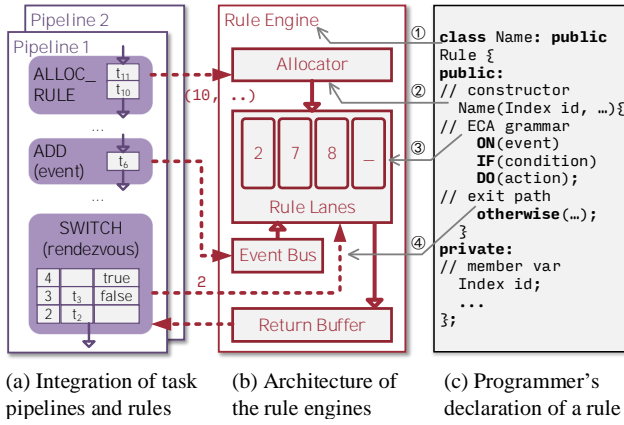 Pipeline 2
Pipeline 1
ALLOC_
RULE
t11
t10
...
ADD
(event)
t6
...
SWITCH
(rendezvous)
4 true
3 t3 false
2 t2
Rule Engine
Allocator
(10, ..)
2 7 8 _
Rule Lanes
Event Bus
2
Return Buffer
①
②
③
④
class Name: public
Rule {
public:
// constructor
Name(Index id, …){
// ECA grammar
ON(event)
IF(condition)
DO(action);
// exit path
otherwise(…);
}
private:
// member var
Index id;
...
};
(a) Integration of task
pipelines and rules
(b) Architecture of
the rule engines
(c) Programmer's
declaration of a rule